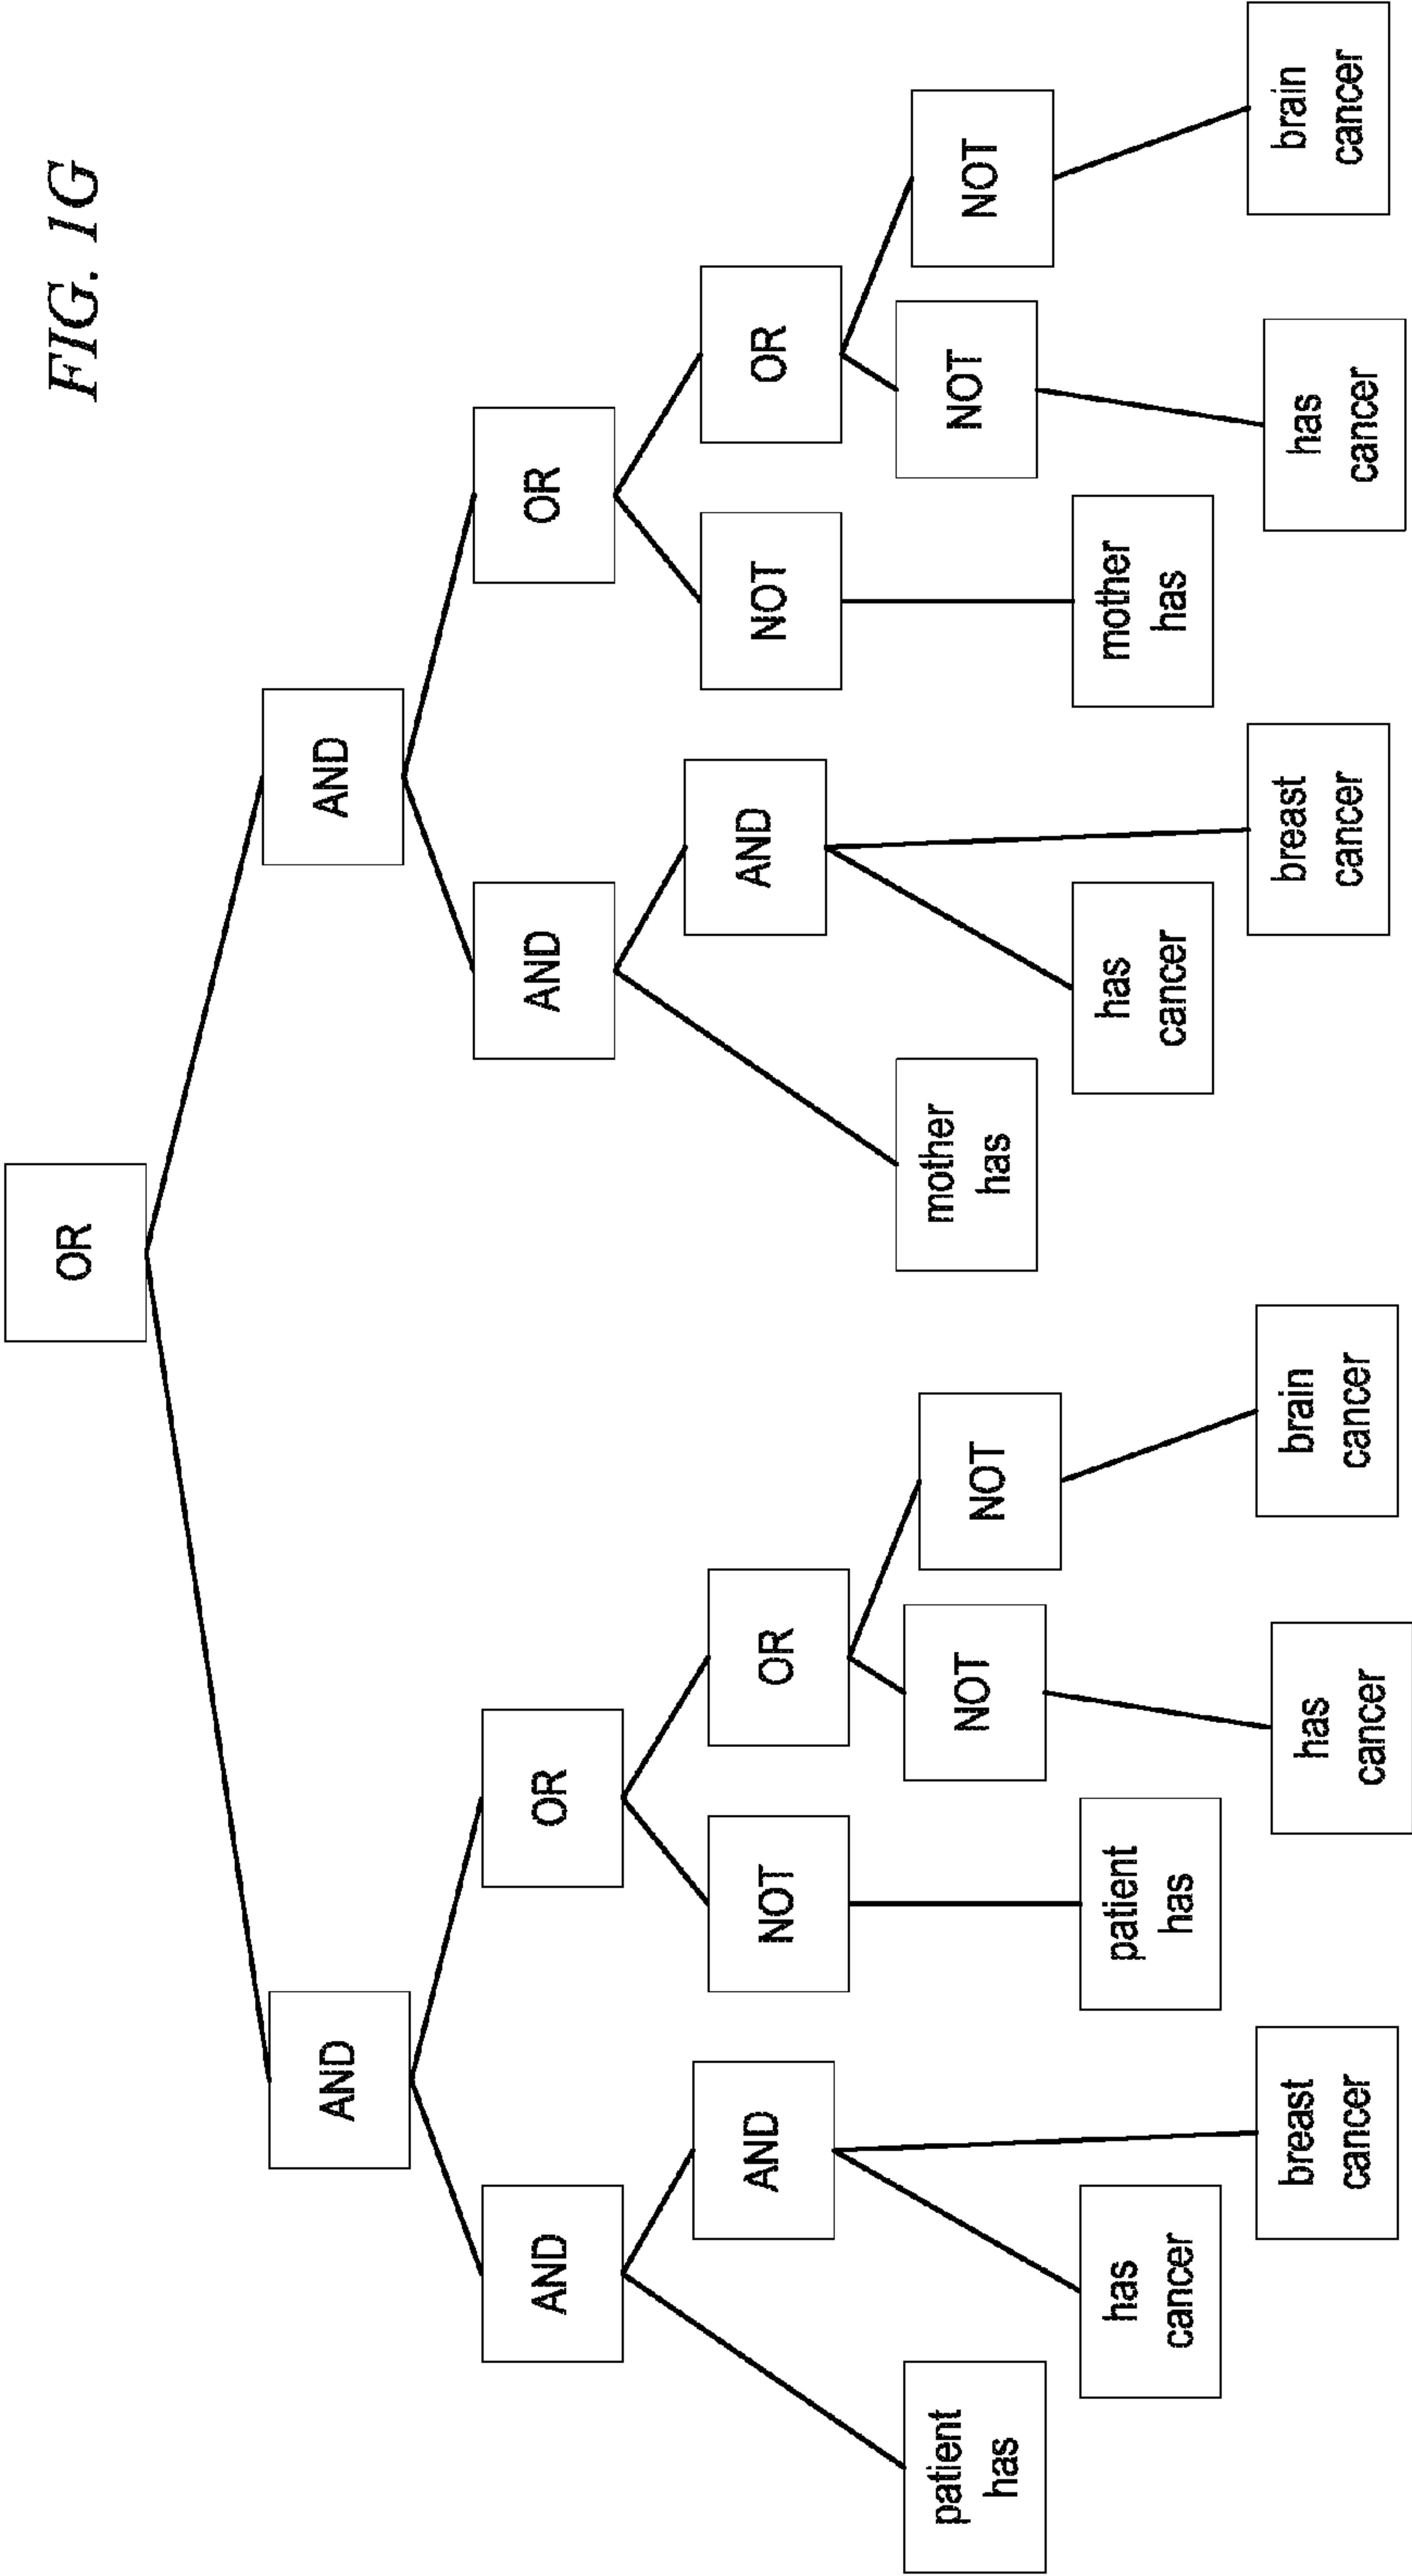 FIG. 1G
OR
AND
AND
AND
OR
AND
OR
AND
NOT
OR
AND
NOT
OR
patient
has
NOT
NOT
mother
has
NOT
NOT
has
cancer
patient
has
has
cancer
mother
has
breast
cancer
has
cancer
brain
cancer
breast
cancer
has
cancer
brain
cancer